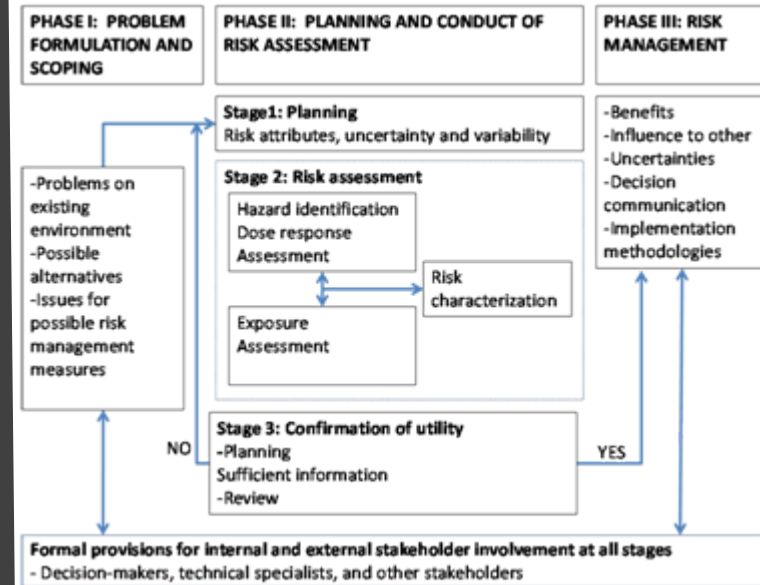 PHASE I:  PROBLEM
FORMULATION AND
SCOPING
PHASE II:  PLANNING AND CONDUCT OF
RISK ASSESSMENT
PHASE III: RISK
MANAGEMENT
Stage1: Planning
Risk attributes, uncertainty and variability
-Problems on
existing
environment
-Possible
alternatives
-Issues for
possible risk
management
measures
Stage 2: Risk assessment
Hazard identification
Dose response
Assessment
Risk
characterization
Exposure
Assessment
-Benefits
-Influence to other
-Uncertainties
-Decision
communication
-Implementation
methodologies
NO
Stage 3: Confirmation of utility
-Planning
Sufficient information
-Review
YES
Formal provisions for internal and external stakeholder involvement at all stages
- Decision-makers, technical specialists, and other stakeholders